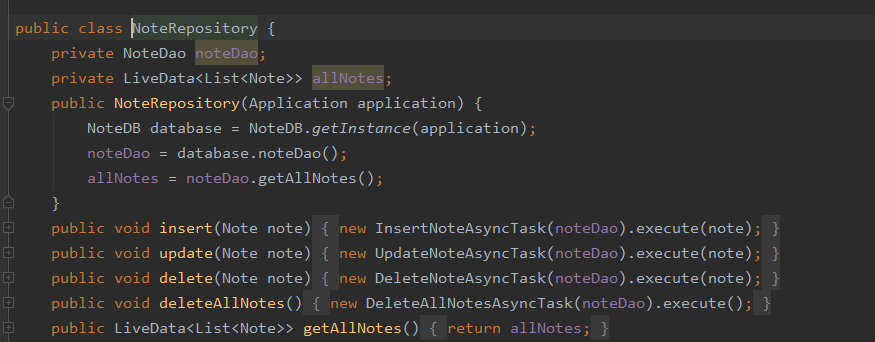 public class NoteRepository {
    private NoteDao noteDao;
    private LiveData<List<Note>> allNotes;
    public NoteRepository(Application application) {
        NoteDB database = NoteDB.getInstance(application);
        noteDao = database.noteDao();
        allNotes = noteDao.getAllNotes();
    }
    public void insert(Note note) { new InsertNoteAsyncTask(noteDao).execute(note); }
    public void update(Note note) { new UpdateNoteAsyncTask(noteDao).execute(note); }
    public void delete(Note note) { new DeleteNoteAsyncTask(noteDao).execute(note); }
    public void deleteAllNotes() { new DeleteAllNotesAsyncTask(noteDao).execute(); }
    public LiveData<List<Note>> getAllNotes() { return allNotes; }